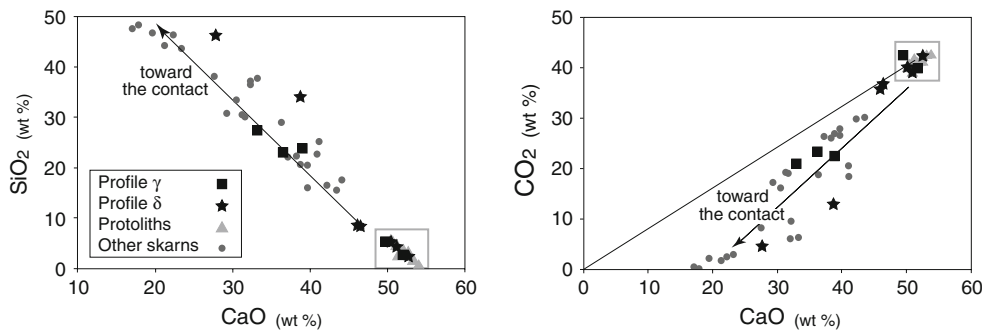 50
40
30
20
10
0
SiO2 (wt %)
toward
the contact
Profile γ
Profile δ
Protoliths
Other skarns
10 20 30 40 50 60
CaO (wt %)
50
40
30
20
10
0
CO2 (wt %)
toward
the contact
0 10 20 30 40 50 60
CaO (wt %)